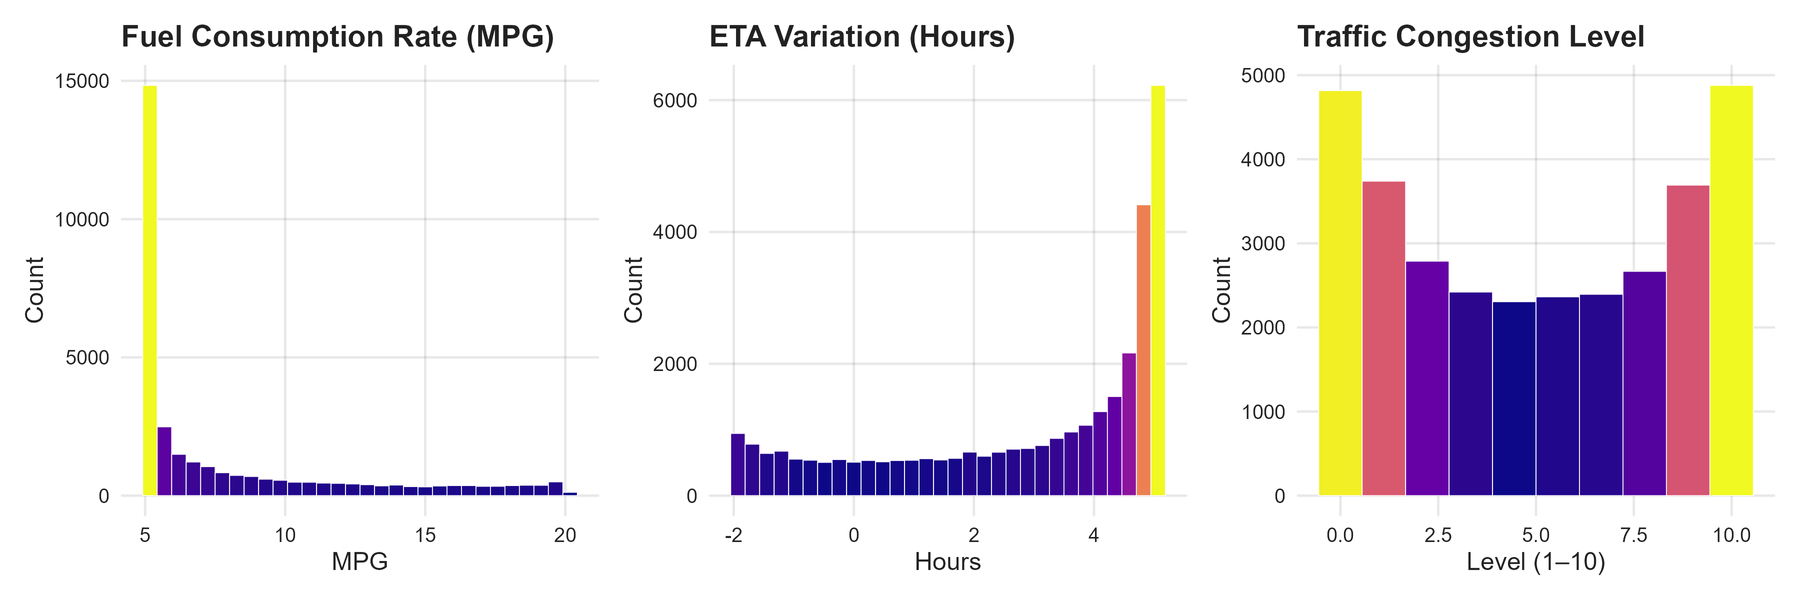 Fuel Consumption Rate (MPG)
Count
15000
10000
5000
0
5 10 15 20
MPG
ETA Variation (Hours)
Count
6000
4000
2000
0
-2 0 2 4
Hours
Traffic Congestion Level
Count
5000
4000
3000
2000
1000
0
0.0 2.5 5.0 7.5 10.0
Level (1–10)